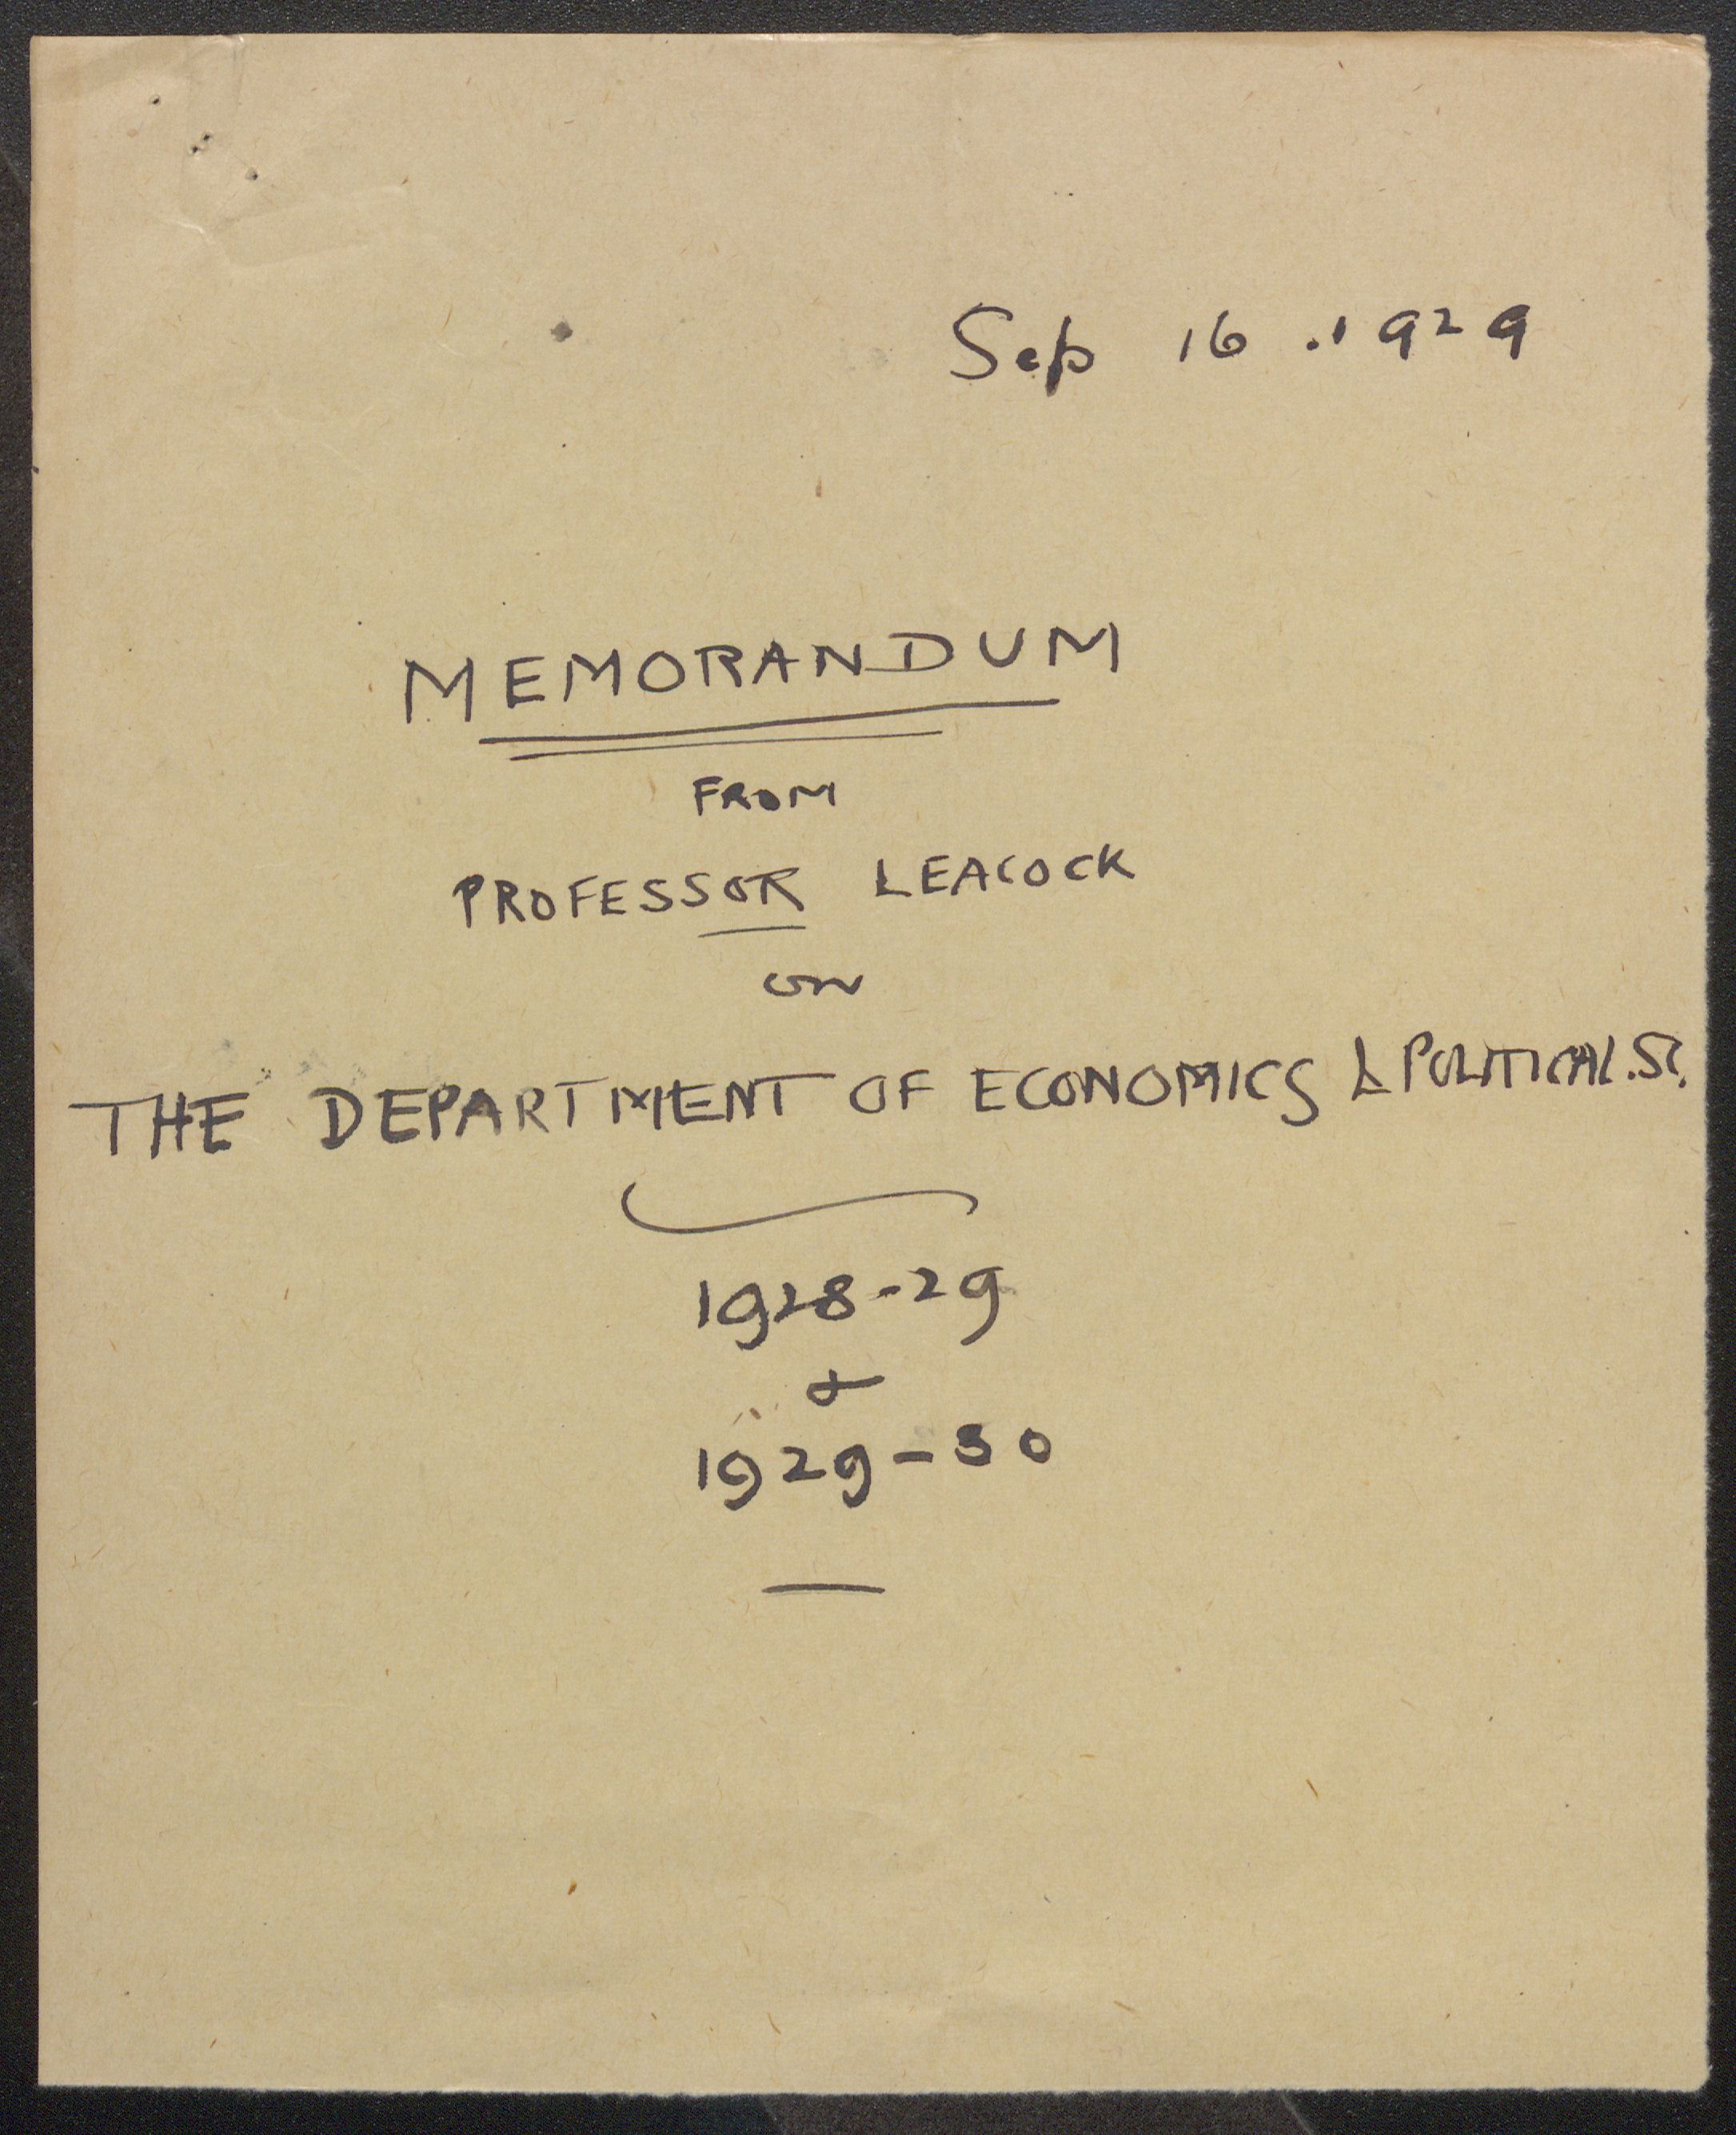 Sep 16. 1929
MEMORANDUM
FROM
PROFESSOR LEACOCK
ON
THE DEPARTMENT OF ECONOMICS & POLITICAL. SC.
1928-29
&
1929-30